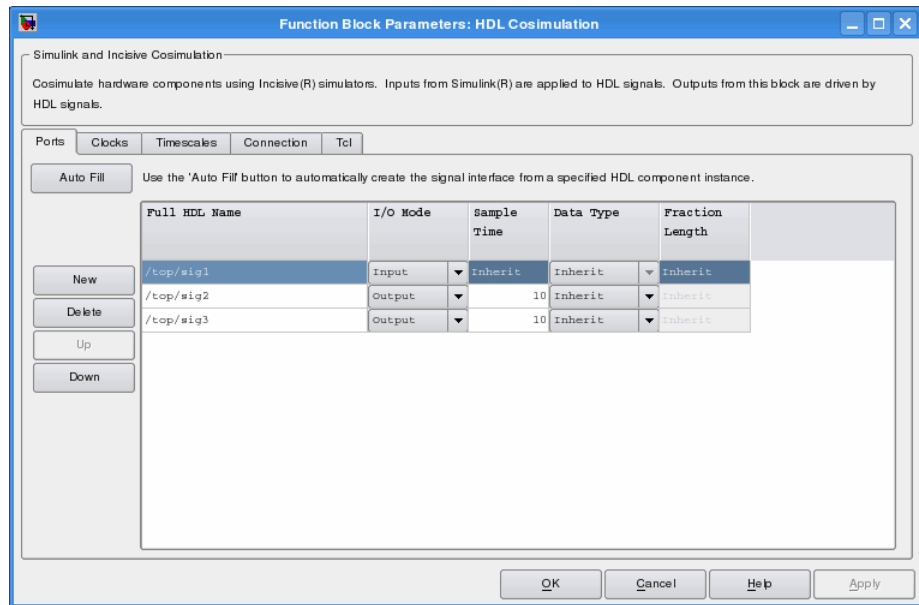 Function Block Parameters: HDL Cosimulation
Simulink and Incisive Cosimulation
Cosimulate hardware components using Incisive(R) simulators. Inputs from Simulink(R) are applied to HDL signals. Outputs from this block are driven by
HDL signals.
Ports Clocks Timescales Connection Tcl
Auto Fill Use the 'Auto Fill' button to automatically create the signal interface from a specified HDL component instance.
Full HDL Name I/O Mode Sample Time Data Type Fraction Length
/top/sig1 Input Inherit Inherit Inherit
/top/sig2 Output 10 Inherit Inherit
/top/sig3 Output 10 Inherit Inherit
New
Delete
Up
Down
OK Cancel Help Apply